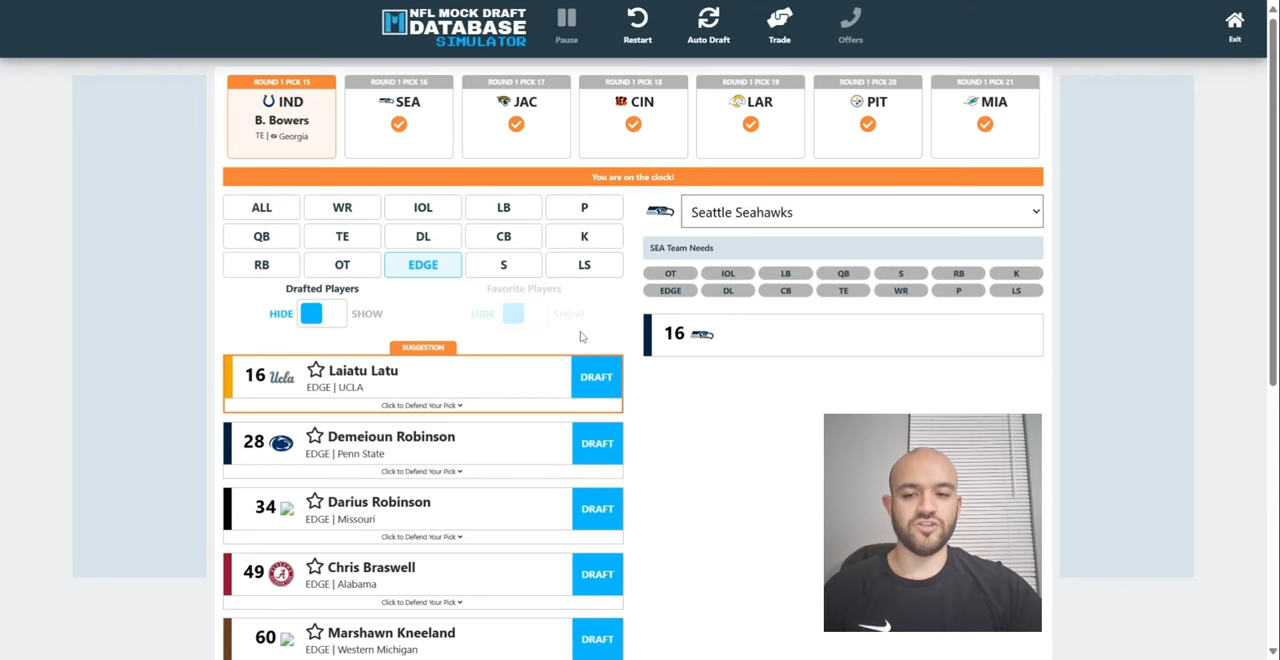 NFL MOCK DRAFT
DATABASE
SIMULATOR
Pause
Restart
Auto Draft
Trade
Offers
Exit
ROUND 1 PICK 15
IND
B. Bowers
TE | Georgia
ROUND 1 PICK 16
SEA
ROUND 1 PICK 17
JAC
ROUND 1 PICK 18
CIN
ROUND 1 PICK 19
LAR
ROUND 1 PICK 20
PIT
ROUND 1 PICK 21
MIA
You are on the clock!
ALL WR IOL LB P
QB TE DL CB K
RB OT EDGE S LS
Drafted Players
HIDE SHOW
Favorite Players
HIDE SHOW
SUGGESTION
16 Ucla Laiatu Latu
EDGE | UCLA
DRAFT
Click to Defend Your Pick
28 Demeioun Robinson
EDGE | Penn State
DRAFT
Click to Defend Your Pick
34 Darius Robinson
EDGE | Missouri
DRAFT
Click to Defend Your Pick
49 Chris Braswell
EDGE | Alabama
DRAFT
Click to Defend Your Pick
60 Marshawn Kneeland
EDGE | Western Michigan
DRAFT
Seattle Seahawks
SEA Team Needs
OT IOL LB QB S RB K
EDGE DL CB TE WR P LS
16